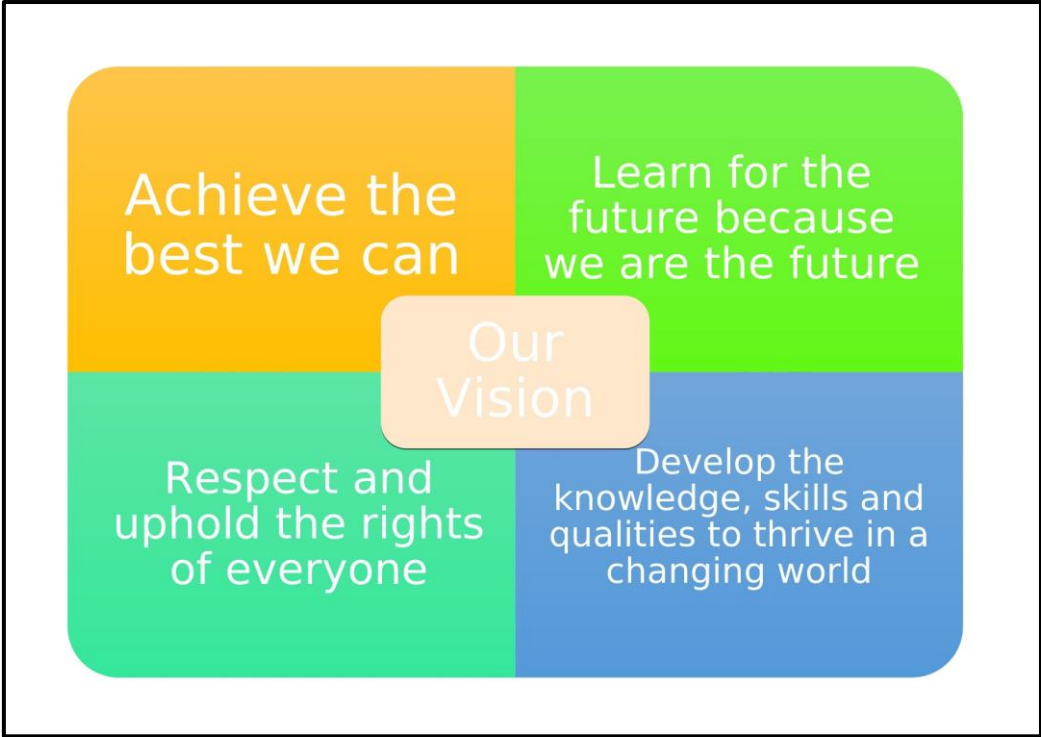 Achieve the
best we can
Learn for the
future because
we are the future
Our
Vision
Respect and
uphold the rights
of everyone
Develop the
knowledge, skills and
qualities to thrive in a
changing world